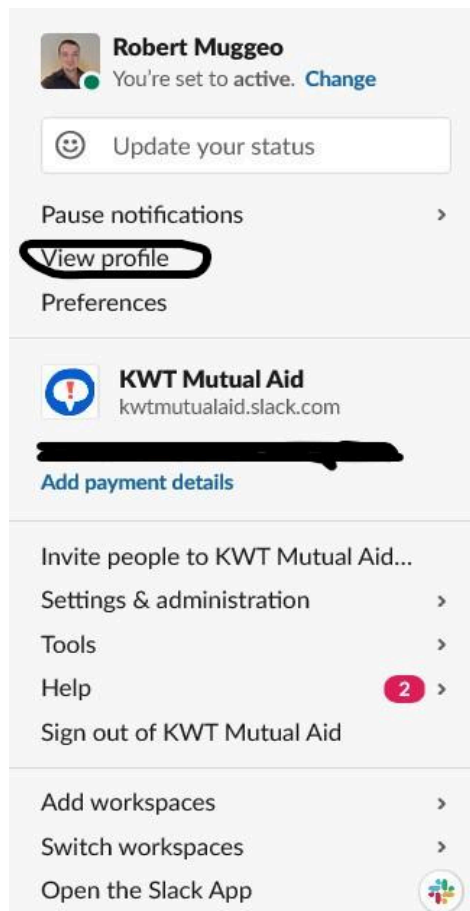 Robert Muggeo
You're set to active. Change
Update your status
Pause notifications
View profile
Preferences
KWT Mutual Aid
kwtmutualaid.slack.com
Add payment details
Invite people to KWT Mutual Aid...
Settings & administration
Tools
Help 2
Sign out of KWT Mutual Aid
Add workspaces
Switch workspaces
Open the Slack App